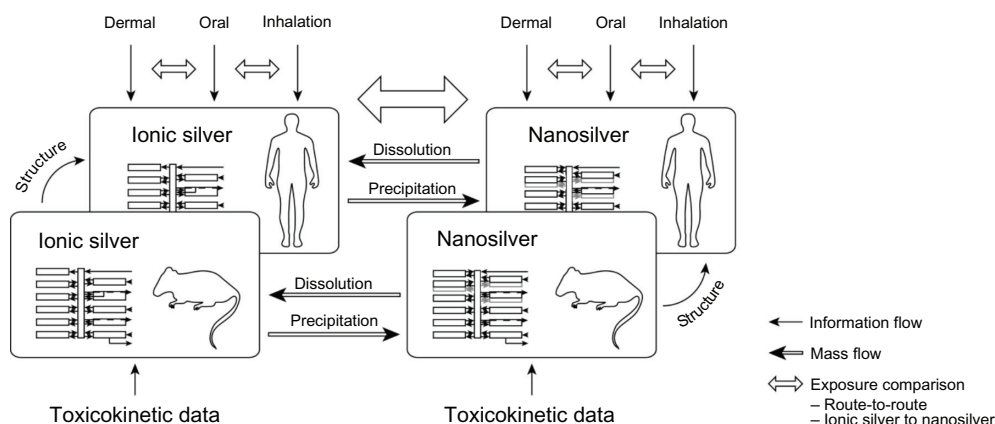 Dermal Oral Inhalation
Dermal Oral Inhalation
Ionic silver
Nanosilver
Structure
Dissolution
Precipitation
Ionic silver
Nanosilver
Dissolution
Precipitation
Structure
Toxicokinetic data
Toxicokinetic data
Information flow
Mass flow
Exposure comparison
– Route-to-route
– Ionic silver to nanosilver